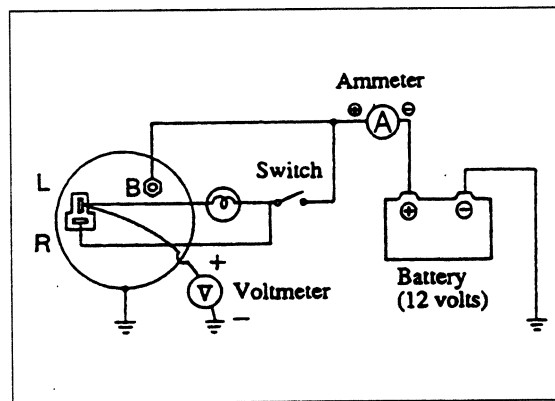 Ammeter
⊕ A ⊖
Switch
L
B
R
⊕ ⊖
+
V Voltmeter
−
Battery
(12 volts)